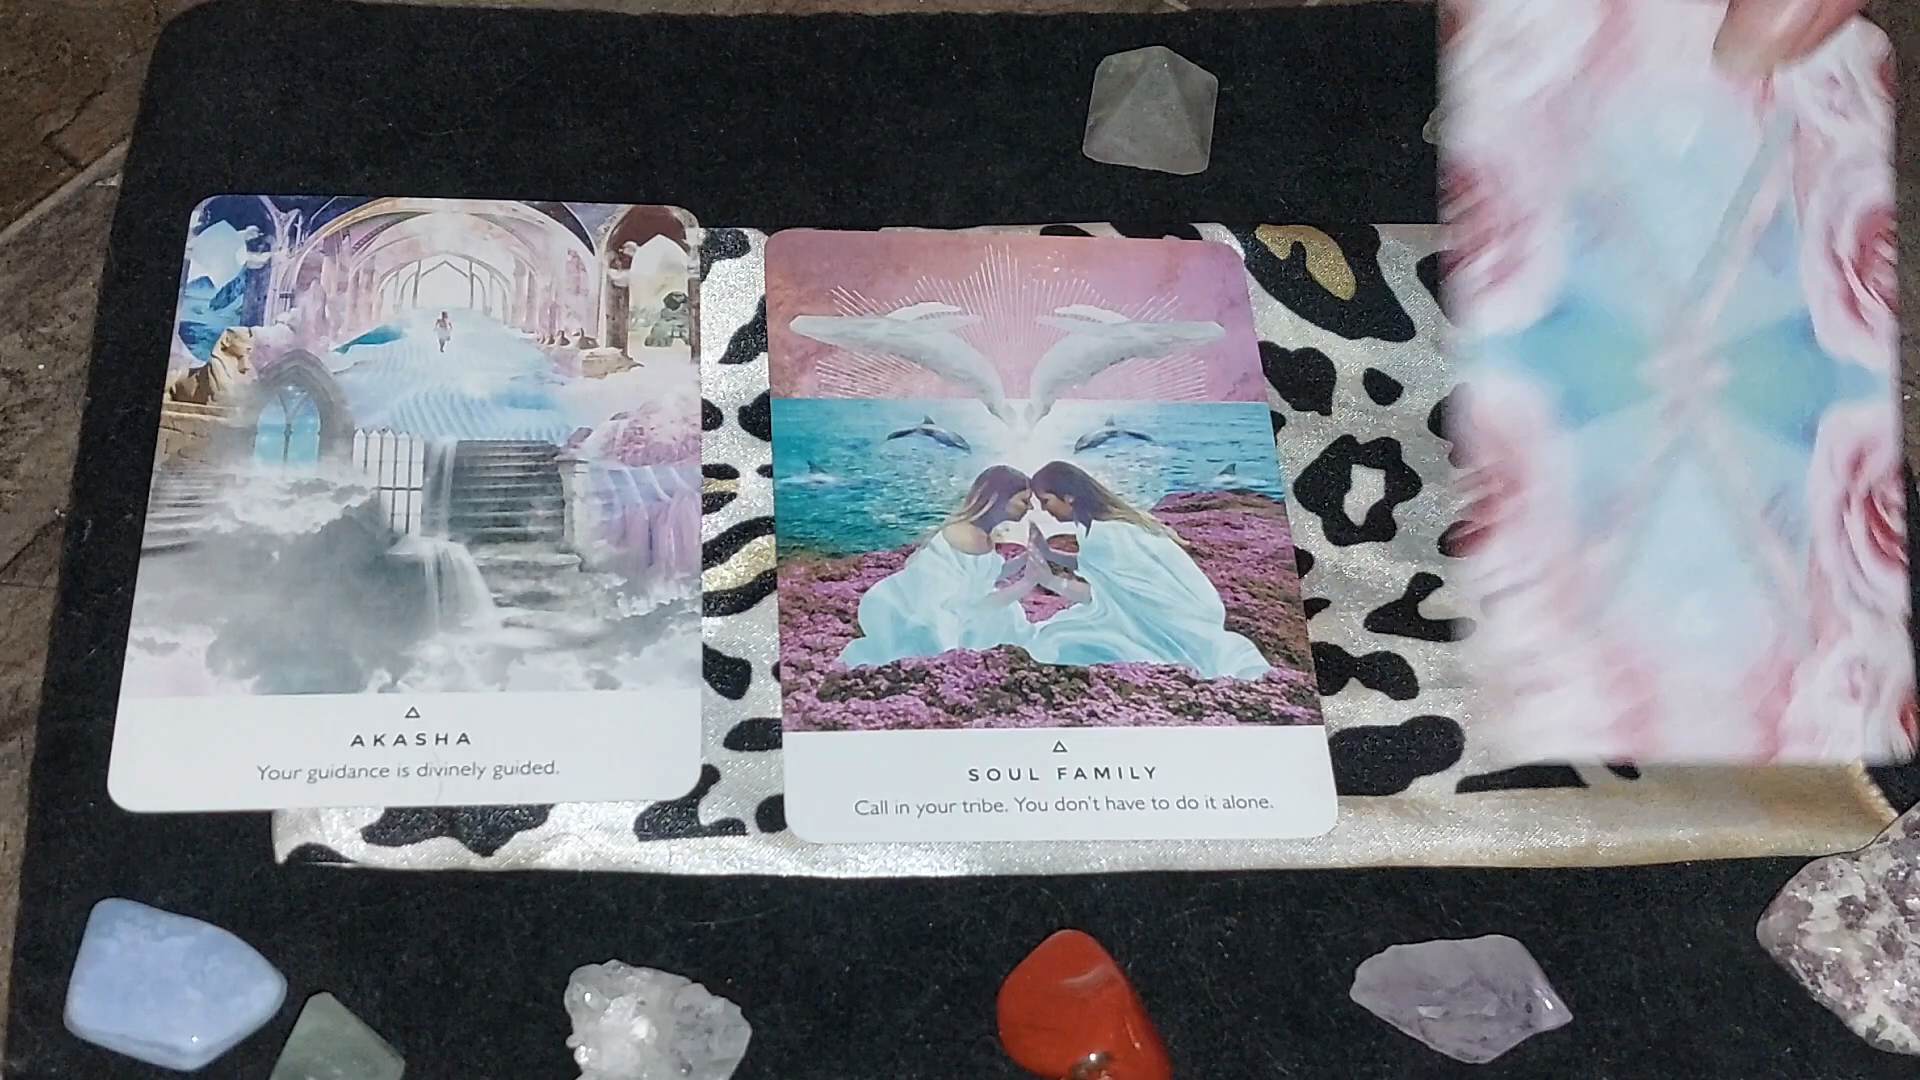 AKASHA
Your guidance is divinely guided.
SOUL FAMILY
Call in your tribe. You don't have to do it alone.